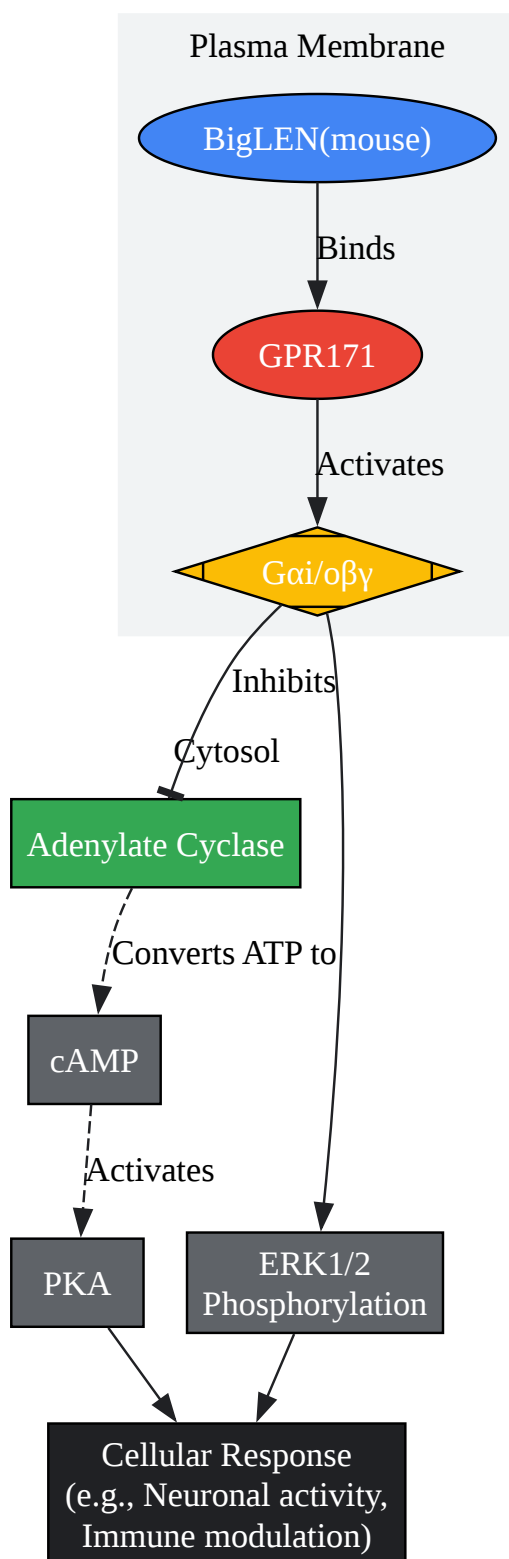 Plasma Membrane
BigLEN(mouse)
Binds
GPR171
Activates
Gαi/oβγ
Inhibits
Cytosol
Adenylate Cyclase
Converts ATP to
cAMP
Activates
PKA
ERK1/2
Phosphorylation
Cellular Response
(e.g., Neuronal activity,
Immune modulation)